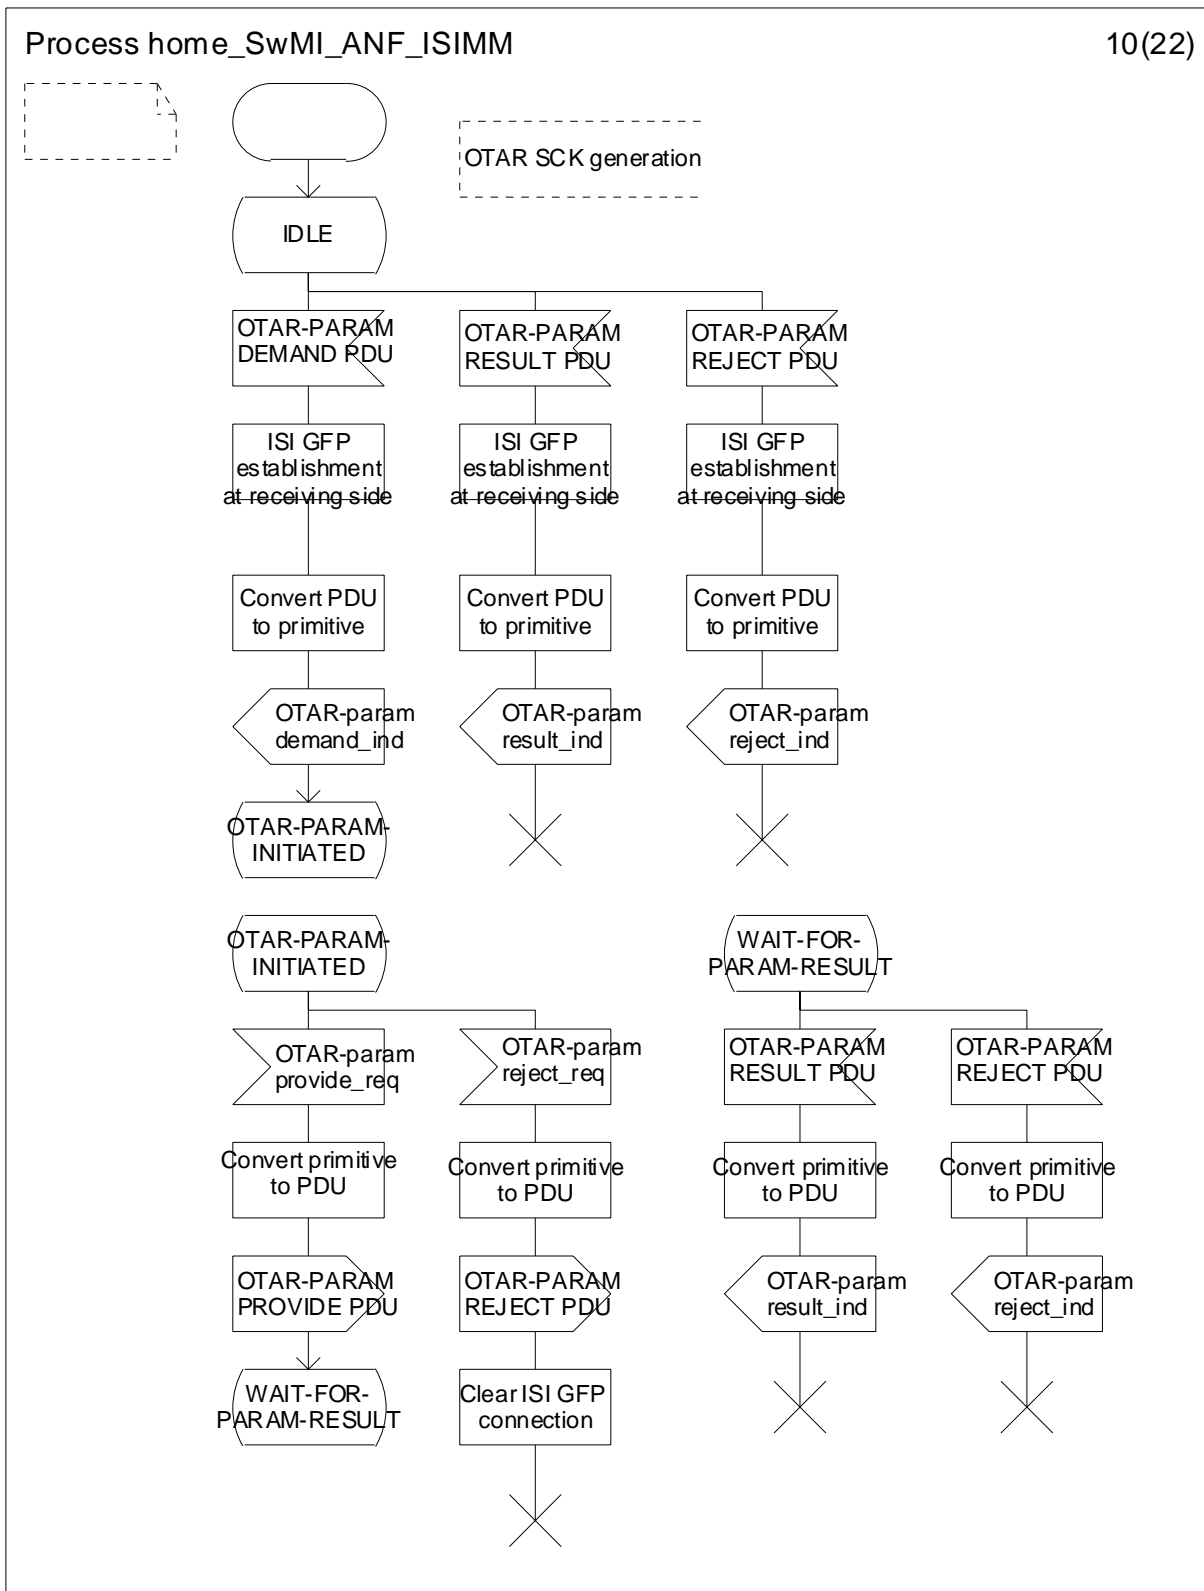 Process home_SwMI_ANF_ISIMM
10(22)
OTAR SCK generation
IDLE
OTAR-PARAM
DEMAND PDU
OTAR-PARAM
RESULT PDU
OTAR-PARAM
REJECT PDU
ISI GFP
establishment
at receiving side
ISI GFP
establishment
at receiving side
ISI GFP
establishment
at receiving side
Convert PDU
to primitive
Convert PDU
to primitive
Convert PDU
to primitive
OTAR-param
demand_ind
OTAR-param
result_ind
OTAR-param
reject_ind
OTAR-PARAM-
INITIATED
OTAR-PARAM-
INITIATED
WAIT-FOR-
PARAM-RESULT
OTAR-param
provide_req
OTAR-param
reject_req
OTAR-PARAM
RESULT PDU
OTAR-PARAM
REJECT PDU
Convert primitive
to PDU
Convert primitive
to PDU
Convert primitive
to PDU
Convert primitive
to PDU
OTAR-PARAM
PROVIDE PDU
OTAR-PARAM
REJECT PDU
OTAR-param
result_ind
OTAR-param
reject_ind
WAIT-FOR-
PARAM-RESULT
Clear ISI GFP
connection